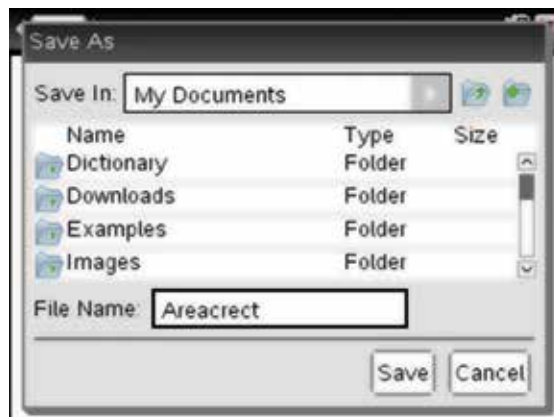 Save As
Save In: My Documents
Name Type Size
Dictionary Folder
Downloads Folder
Examples Folder
Images Folder
File Name: Areacrect
Save Cancel